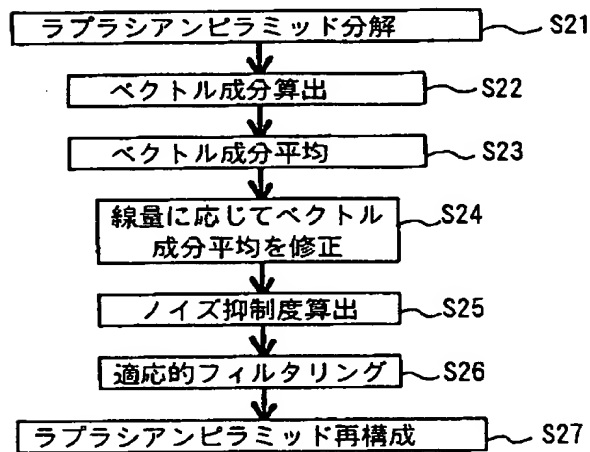 ラプラシアンピラミッド分解 S21
ベクトル成分算出 S22
ベクトル成分平均 S23
線量に応じてベクトル S24
成分平均を修正
ノイズ抑制度算出 S25
適応的フィルタリング S26
ラプラシアンピラミッド再構成 S27